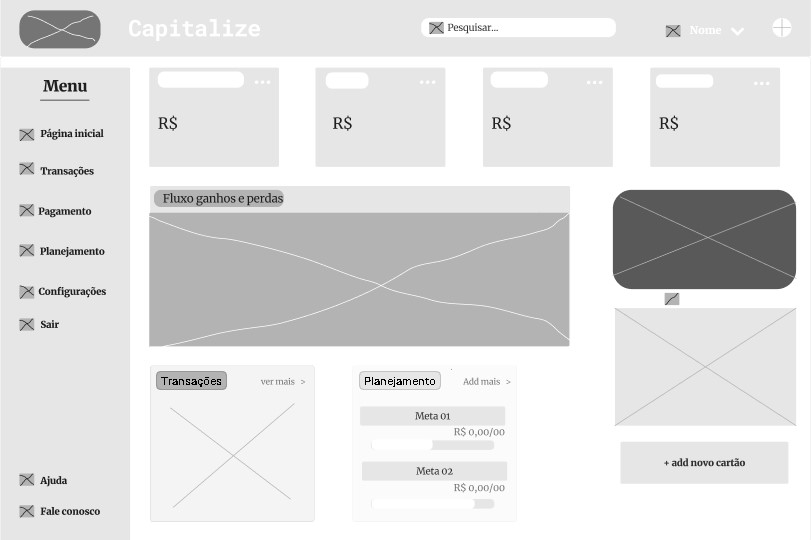 Capitalize
Pesquisar...
Nome
Menu
Página inicial
Transações
Pagamento
Planejamento
Configurações
Sair
Ajuda
Fale conosco
R$
R$
R$
R$
Fluxo ganhos e perdas
Transações
ver mais >
Planejamento
Add mais >
Meta 01
R$ 0,00/00
Meta 02
R$ 0,00/00
+ add novo cartão